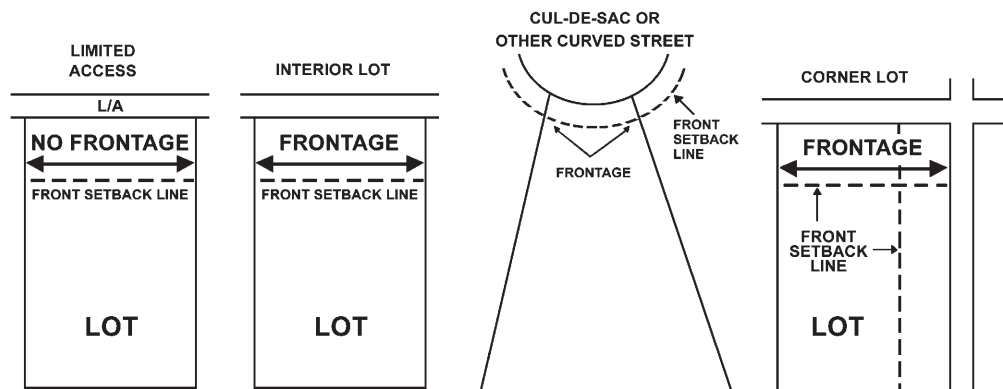 LIMITED
ACCESS
L/A
NO FRONTAGE
FRONT SETBACK LINE
LOT
INTERIOR LOT
FRONTAGE
FRONT SETBACK LINE
LOT
CUL-DE-SAC OR
OTHER CURVED STREET
FRONT
SETBACK
LINE
FRONTAGE
CORNER LOT
FRONTAGE
FRONT
SETBACK
LINE
LOT